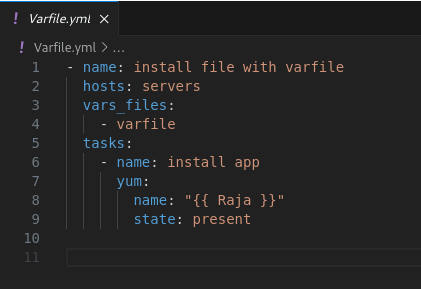 ! Varfile.yml ×
! Varfile.yml > ...
1 - name: install file with varfile
2 hosts: servers
3 vars_files:
4 - varfile
5 tasks:
6 - name: install app
7 yum:
8 name: "{{ Raja }}"
9 state: present
10
11